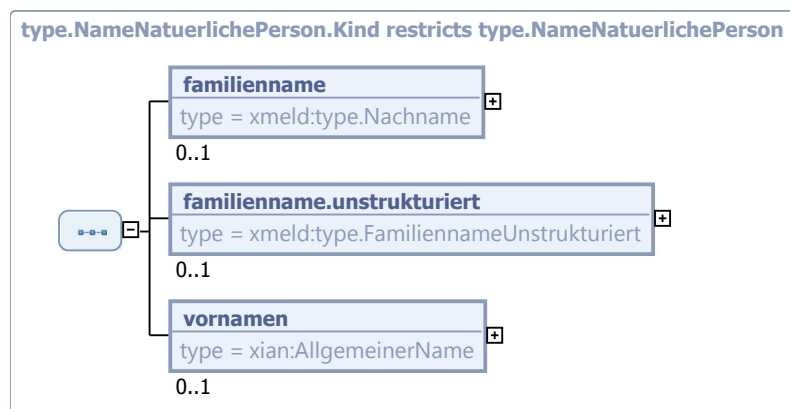 type.NameNatuerlichePerson.Kind restricts type.NameNatuerlichePerson
familienname
type = xmeld:type.Nachname
0..1
familienname.unstrukturiert
type = xmeld:type.FamiliennameUnstrukturiert
0..1
vornamen
type = xian:AllgemeinerName
0..1